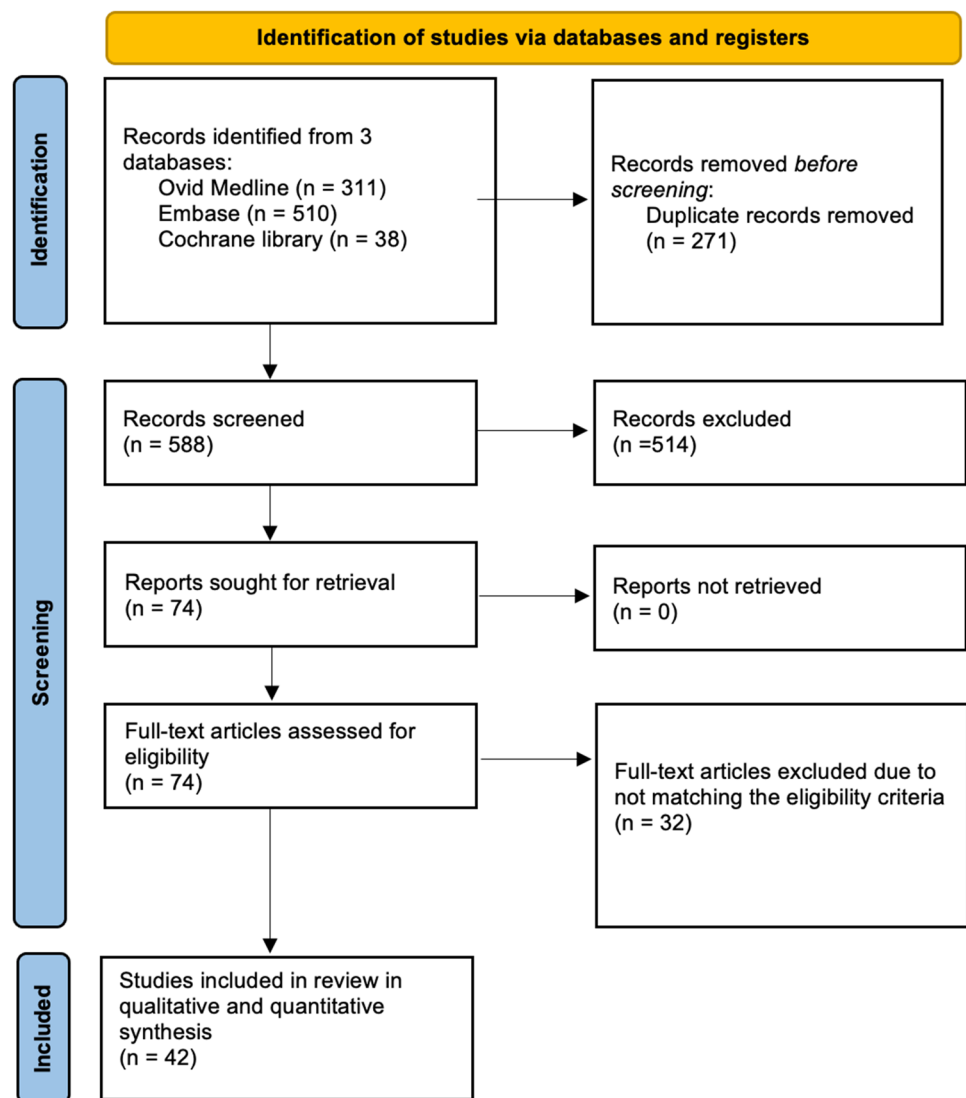 Identification of studies via databases and registers
Identification
Records identified from 3
databases:
Ovid Medline (n = 311)
Embase (n = 510)
Cochrane library (n = 38)
Records removed before
screening:
Duplicate records removed
(n = 271)
Screening
Records screened
(n = 588)
Records excluded
(n =514)
Reports sought for retrieval
(n = 74)
Reports not retrieved
(n = 0)
Full-text articles assessed for
eligibility
(n = 74)
Full-text articles excluded due to
not matching the eligibility criteria
(n = 32)
Included
Studies included in review in
qualitative and quantitative
synthesis
(n = 42)